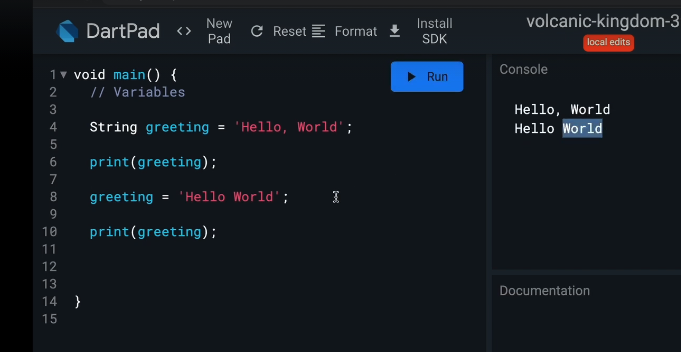 DartPad
<> New Pad
Reset
Format
Install SDK
volcanic-kingdom-3
local edits
1 void main() {
2 // Variables
3
4 String greeting = 'Hello, World';
5
6 print(greeting);
7
8 greeting = 'Hello World';
9
10 print(greeting);
11
12
13
14 }
15
Run
Console
Hello, World
Hello World
Documentation